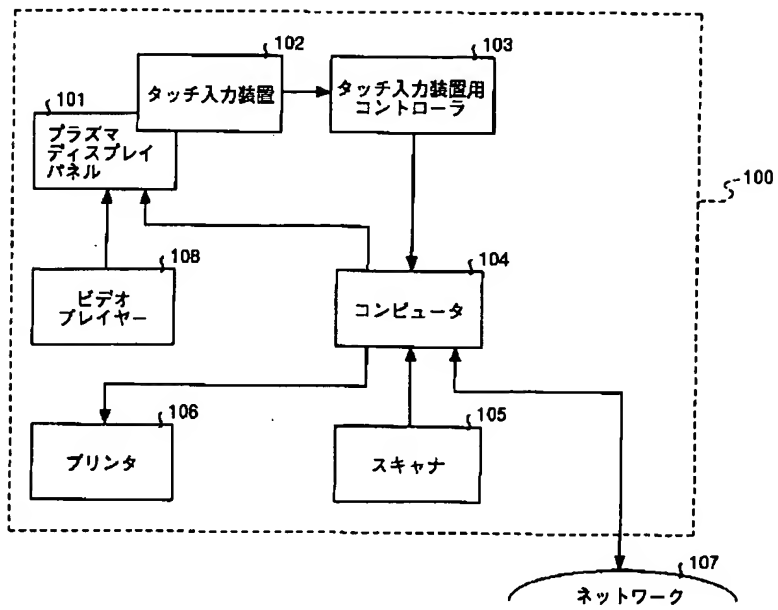 102
103
タッチ入力装置
タッチ入力装置用
コントローラ
101
プラズマ
ディスプレイ
パネル
100
108
104
ビデオ
プレイヤー
コンピュータ
106
105
プリンタ
スキャナ
107
ネットワーク